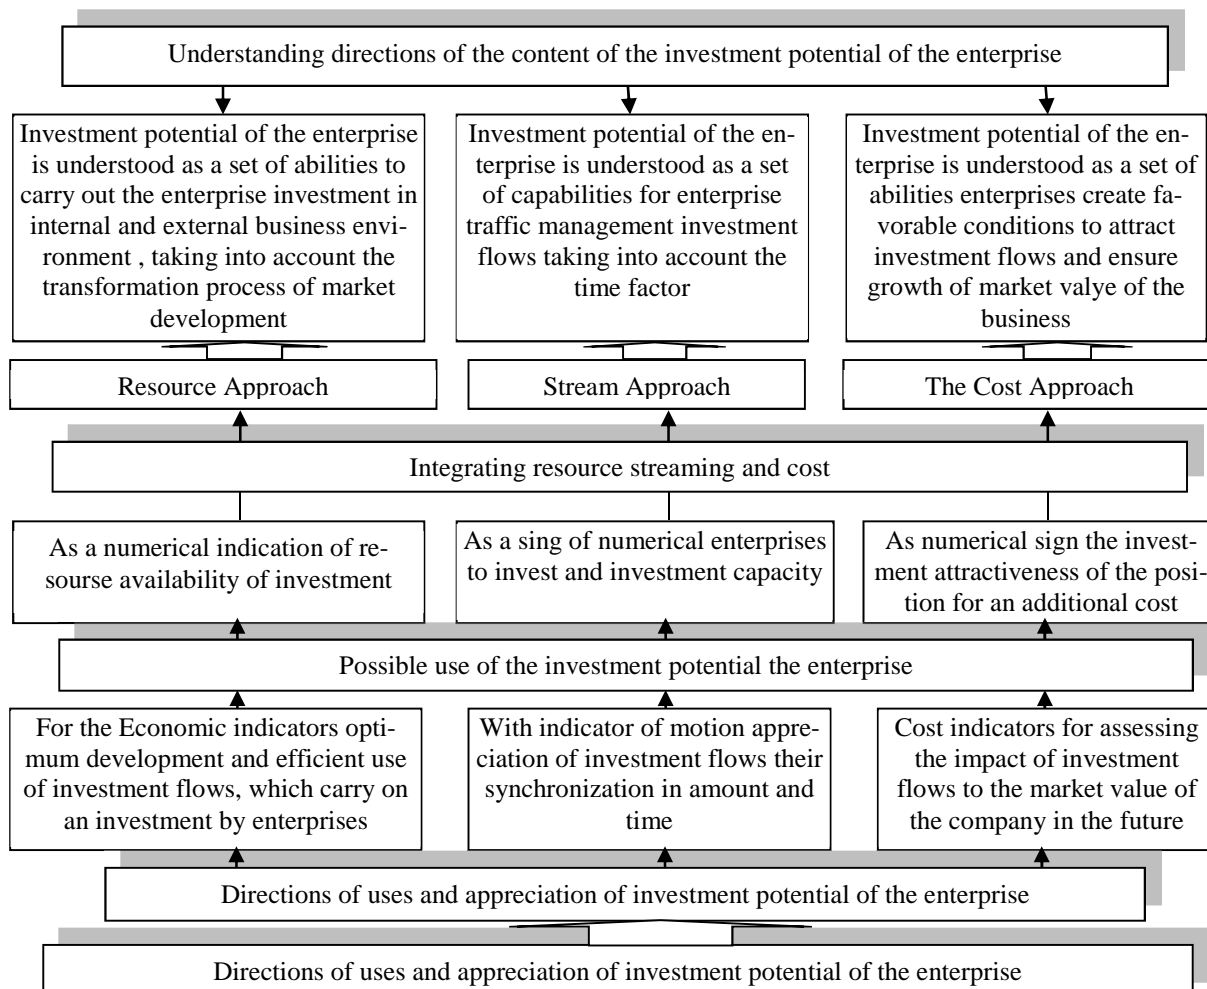 Understanding directions of the content of the investment potential of the enterprise
Investment potential of the enterprise
is understood as a set of abilities to
carry out the enterprise investment in
internal and external business envi-
ronment , taking into account the
transformation process of market
development
Investment potential of the en-
terprise is understood as a set
of capabilities for enterprise
traffic management investment
flows taking into account the
time factor
Investment potential of the en-
terprise is understood as a set of
abilities enterprises create fa-
vorable conditions to attract
investment flows and ensure
growth of market valye of the
business
Resource Approach
Stream Approach
The Cost Approach
Integrating resource streaming and cost
As a numerical indication of re-
sourse availability of investment
As a sing of numerical enterprises
to invest and investment capacity
As numerical sign the invest-
ment attractiveness of the posi-
tion for an additional cost
Possible use of the investment potential the enterprise
For the Economic indicators opti-
mum development and efficient use
of investment flows, which carry on
an investment by enterprises
With indicator of motion appre-
ciation of investment flows their
synchronization in amount and
time
Cost indicators for assessing
the impact of investment
flows to the market value of
the company in the future
Directions of uses and appreciation of investment potential of the enterprise
Directions of uses and appreciation of investment potential of the enterprise